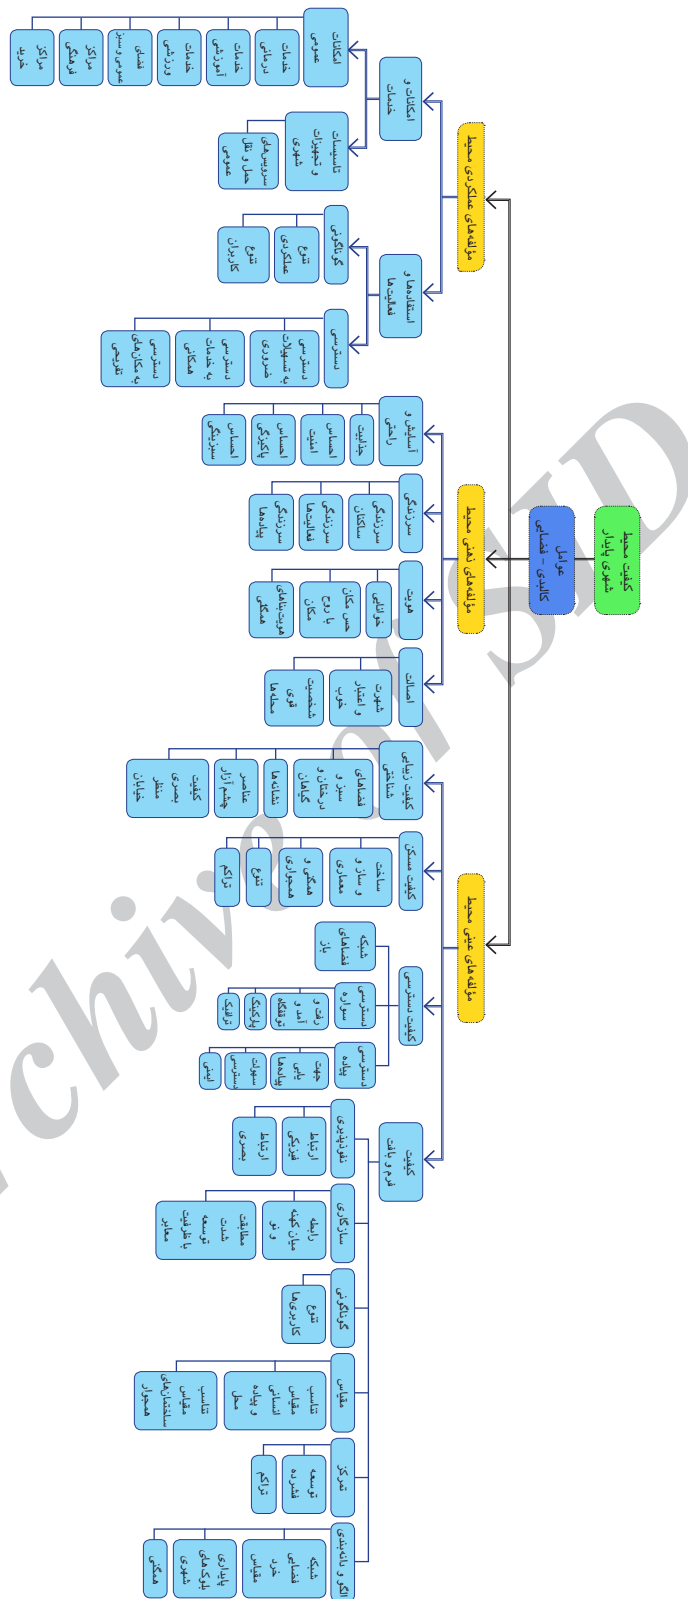 کیفیت محیط
شهری پایدار
عوامل
کالبدی – فضایی
مؤلفه‌های عملکردی محیط
امکانات و
خدمات
امکانات
عمومی
خدمات
درمانی
خدمات
آموزشی
خدمات
ورزشی
فضای
عمومی و سبز
مراکز
فرهنگی
مراکز
خرید
تاسیسات
و تجهیزات
شهری
سرویس‌های
حمل و نقل
عمومی
استفاده‌ها و
فعالیت‌ها
گوناگونی
تنوع
عملکردی
تنوع
کاربران
دسترسی
دسترسی
به تسهیلات
ضروری
دسترسی
به خدمات
همگانی
دسترسی
به مکان‌های
تفریحی
مؤلفه‌های ذهنی محیط
آسایش و
راحتی
جذابیت
احساس
امنیت
احساس
پاکیزگی
احساس
سبزینگی
سرزندگی
سرزندگی
ساکنان
سرزندگی
فعالیت‌ها
سرزندگی
پیاده‌ها
هویت
خوانایی
حس مکان
با روح
مکان
هویت‌بناهای
همگلی
اصالت
شهرت
و اعتبار
خوب
شخصیت
قوی
محله‌ها
مؤلفه‌های عینی محیط
کیفیت زیبایی
شناختی
فضاهای
سبز و
درختان و
گیاهان
نشانه‌ها
عناصر
چشم‌آزار
کیفیت
بصری
منظر
خیابان
کیفیت مسکن
ساخت
و ساز و
معماری
همگنی و
همجواری
تنوع
تراکم
کیفیت دسترسی
شبکه
فضاهای
باز
دسترسی
سواره
رفت و
آمد و
توقفگاه
پارکینگ
ترافیک
دسترسی
پیاده
جهت
یابی
پیاده‌ها
سهولت
دسترسی
ایمنی
کیفیت
فرم و بافت
نفوذپذیری
ارتباط
فیزیکی
ارتباط
بصری
سازگاری
رابطه
میان کهنه
و نو
مطابقت
شدت
توسعه
با ظرفیت
معابر
گوناگونی
تنوع
کاربری‌ها
مقیاس
تناسب
مقیاس
انسانی
و پیاده
محل
تناسب
مقیاس
ساختمان‌های
همجوار
تمرکز
توسعه
فشرده
تراکم
الگو و دانه‌بندی
شبکه
فضایی
خرد
مقیاس
پایداری
بلوک‌های
شهری
همگنی
Archive of SID